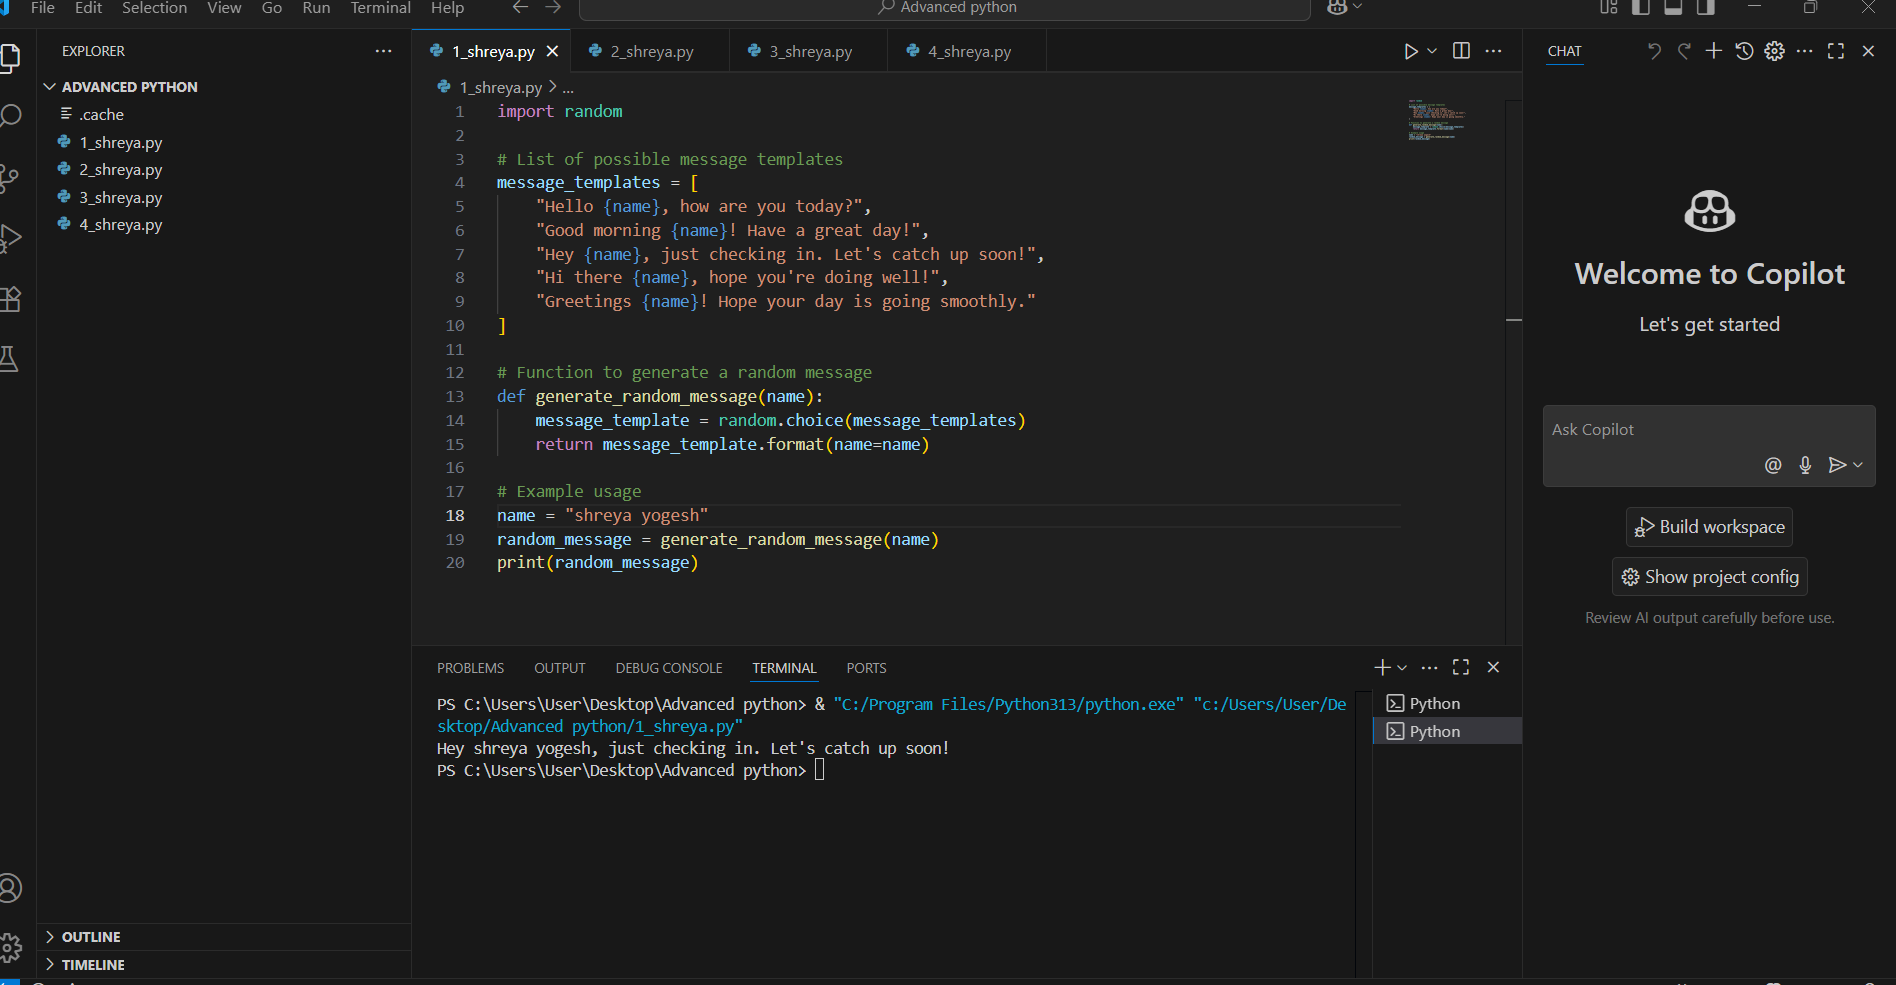 File Edit Selection View Go Run Terminal Help
Advanced python
EXPLORER
ADVANCED PYTHON
.cache
1_shreya.py
2_shreya.py
3_shreya.py
4_shreya.py
OUTLINE
TIMELINE
1_shreya.py 2_shreya.py 3_shreya.py 4_shreya.py
1_shreya.py > ...
1 import random
2
3 # List of possible message templates
4 message_templates = [
5     "Hello {name}, how are you today?",
6     "Good morning {name}! Have a great day!",
7     "Hey {name}, just checking in. Let's catch up soon!",
8     "Hi there {name}, hope you're doing well!",
9     "Greetings {name}! Hope your day is going smoothly."
10 ]
11
12 # Function to generate a random message
13 def generate_random_message(name):
14     message_template = random.choice(message_templates)
15     return message_template.format(name=name)
16
17 # Example usage
18 name = "shreya yogesh"
19 random_message = generate_random_message(name)
20 print(random_message)
PROBLEMS OUTPUT DEBUG CONSOLE TERMINAL PORTS
PS C:\Users\User\Desktop\Advanced python> & "C:/Program Files/Python313/python.exe" "c:/Users/User/De
sktop/Advanced python/1_shreya.py"
Hey shreya yogesh, just checking in. Let's catch up soon!
PS C:\Users\User\Desktop\Advanced python>
Python
Python
CHAT
Welcome to Copilot
Let's get started
Ask Copilot
@
Build workspace
Show project config
Review AI output carefully before use.